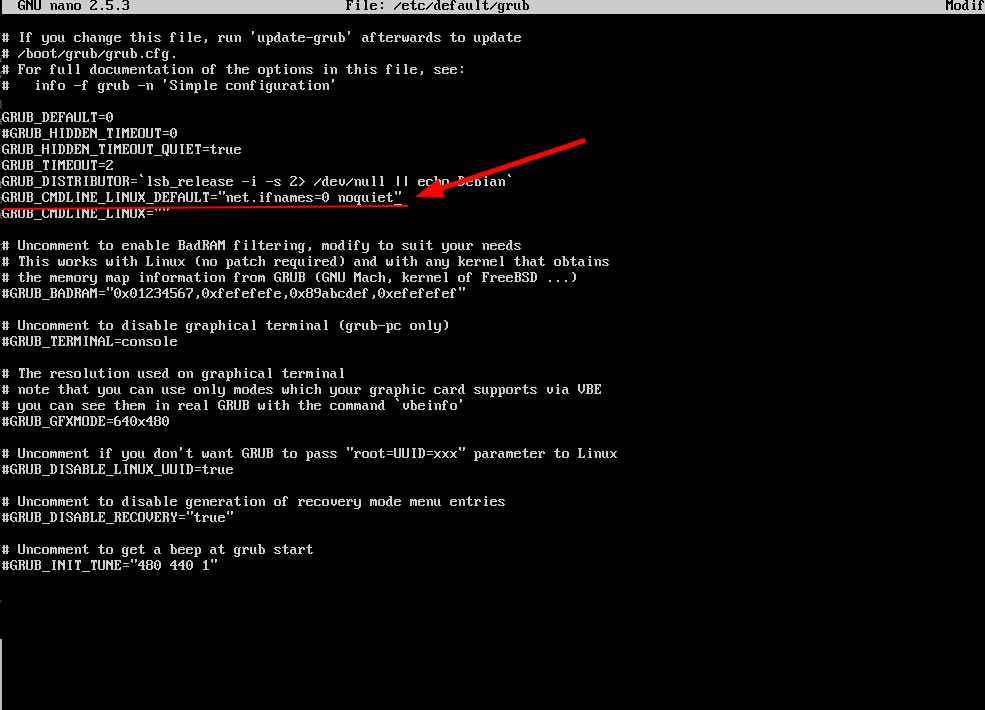 GNU nano 2.5.3 File: /etc/default/grub Modif
# If you change this file, run 'update-grub' afterwards to update
# /boot/grub/grub.cfg.
# For full documentation of the options in this file, see:
#   info -f grub -n 'Simple configuration'
GRUB_DEFAULT=0
#GRUB_HIDDEN_TIMEOUT=0
GRUB_HIDDEN_TIMEOUT_QUIET=true
GRUB_TIMEOUT=2
GRUB_DISTRIBUTOR=`lsb_release -i -s 2> /dev/null || echo Debian`
GRUB_CMDLINE_LINUX_DEFAULT="net.ifnames=0 noquiet"
GRUB_CMDLINE_LINUX=""
# Uncomment to enable BadRAM filtering, modify to suit your needs
# This works with Linux (no patch required) and with any kernel that obtains
# the memory map information from GRUB (GNU Mach, kernel of FreeBSD ...)
#GRUB_BADRAM="0x01234567,0xfefefefe,0x89abcdef,0xefefefef"
# Uncomment to disable graphical terminal (grub-pc only)
#GRUB_TERMINAL=console
# The resolution used on graphical terminal
# note that you can use only modes which your graphic card supports via VBE
# you can see them in real GRUB with the command `vbeinfo'
#GRUB_GFXMODE=640x480
# Uncomment if you don't want GRUB to pass "root=UUID=xxx" parameter to Linux
#GRUB_DISABLE_LINUX_UUID=true
# Uncomment to disable generation of recovery mode menu entries
#GRUB_DISABLE_RECOVERY="true"
# Uncomment to get a beep at grub start
#GRUB_INIT_TUNE="480 440 1"